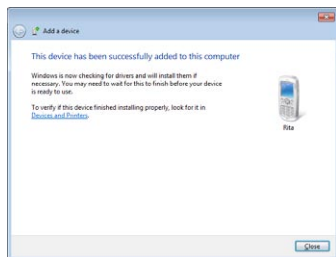 Add a device
This device has been successfully added to this computer
Windows is now checking for drivers and will install them if
necessary. You may need to wait for this to finish before your device
is ready to use.
To verify if this device finished installing properly, look for it in
Devices and Printers.
Rita
Close